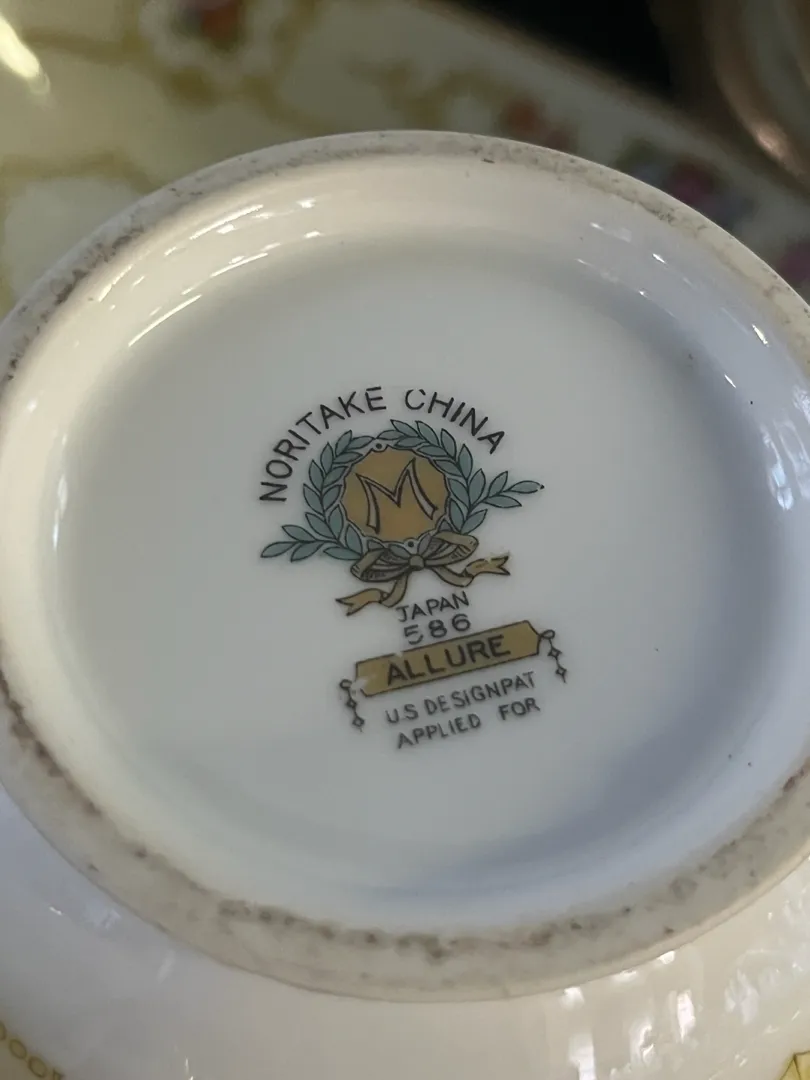 NORITAKE CHINA
M
JAPAN
586
ALLURE
U.S DESIGNPAT
APPLIED FOR